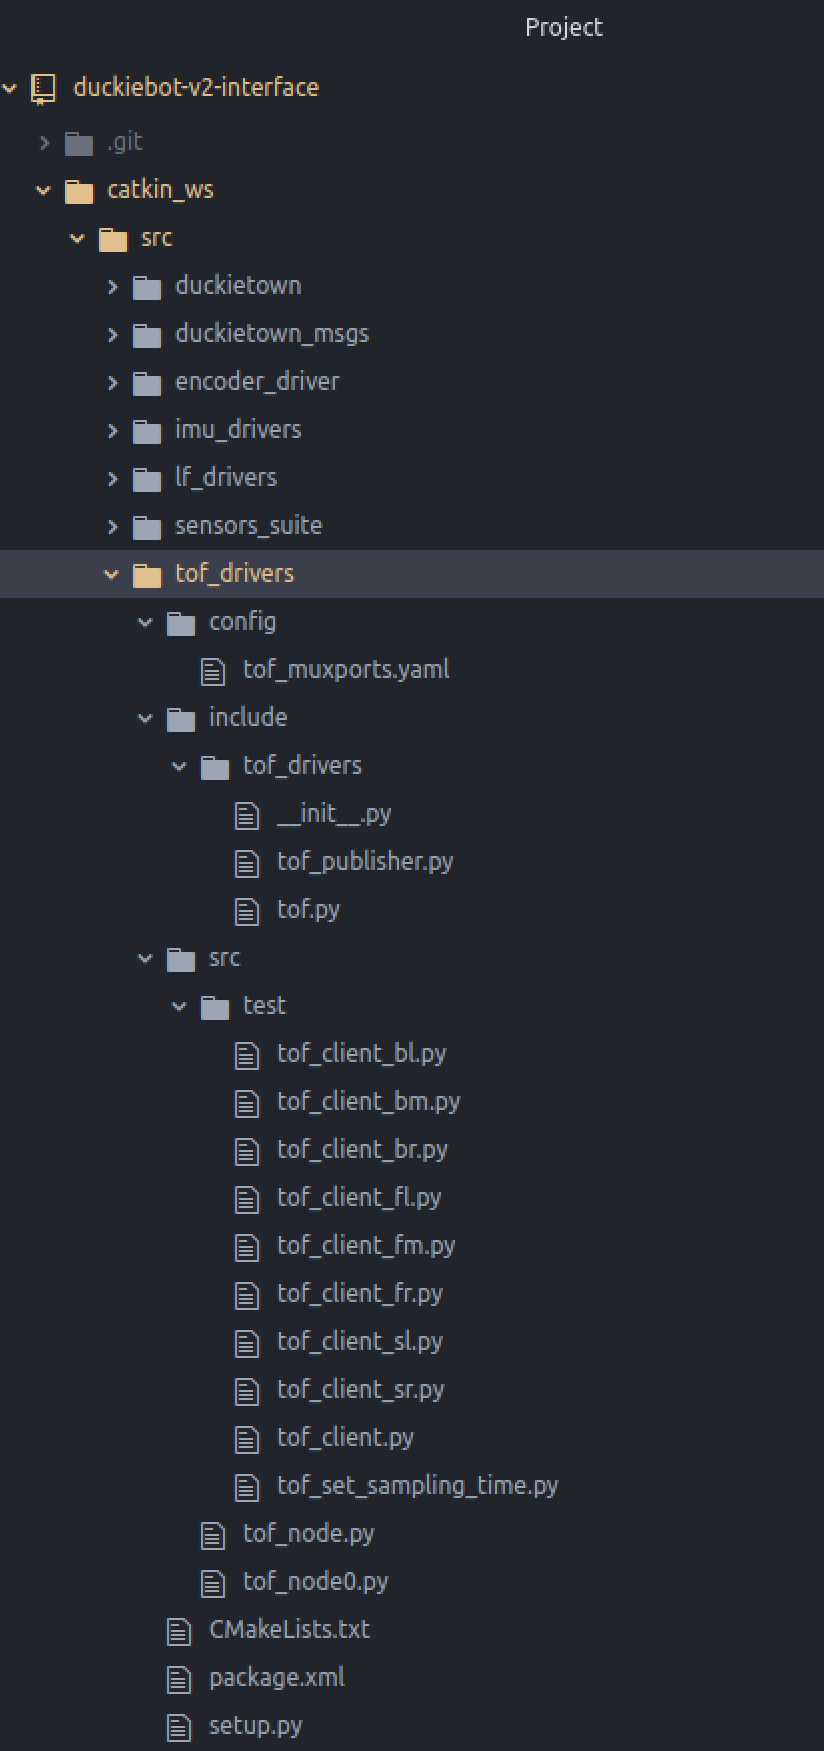 Project
duckiebot-v2-interface
.git
catkin_ws
src
duckietown
duckietown_msgs
encoder_driver
imu_drivers
lf_drivers
sensors_suite
tof_drivers
config
tof_muxports.yaml
include
tof_drivers
__init__.py
tof_publisher.py
tof.py
src
test
tof_client_bl.py
tof_client_bm.py
tof_client_br.py
tof_client_fl.py
tof_client_fm.py
tof_client_fr.py
tof_client_sl.py
tof_client_sr.py
tof_client.py
tof_set_sampling_time.py
tof_node.py
tof_node0.py
CMakeLists.txt
package.xml
setup.py